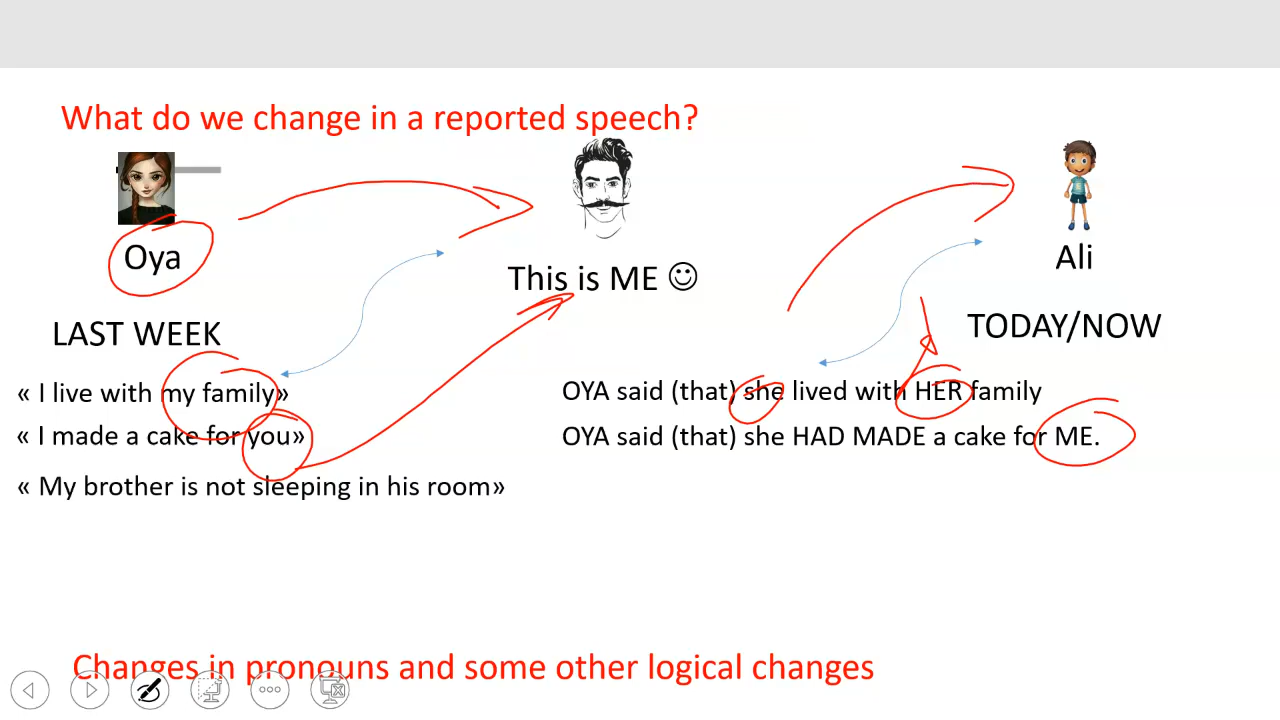 What do we change in a reported speech?
Oya
This is ME ☺
Ali
LAST WEEK
TODAY/NOW
« I live with my family»
OYA said (that) she lived with HER family
« I made a cake for you»
OYA said (that) she HAD MADE a cake for ME.
« My brother is not sleeping in his room»
Changes in pronouns and some other logical changes